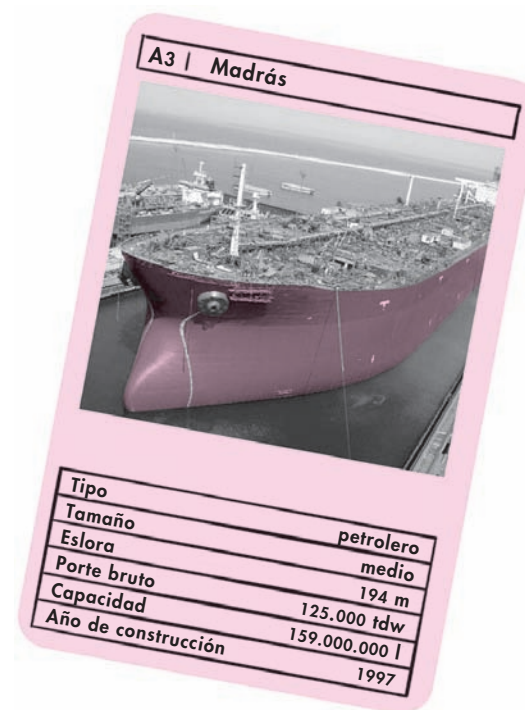 A3 | Madrás
Tipo petrolero
Tamaño medio
Eslora 194 m
Porte bruto 125.000 tdw
Capacidad 159.000.000 l
Año de construcción 1997